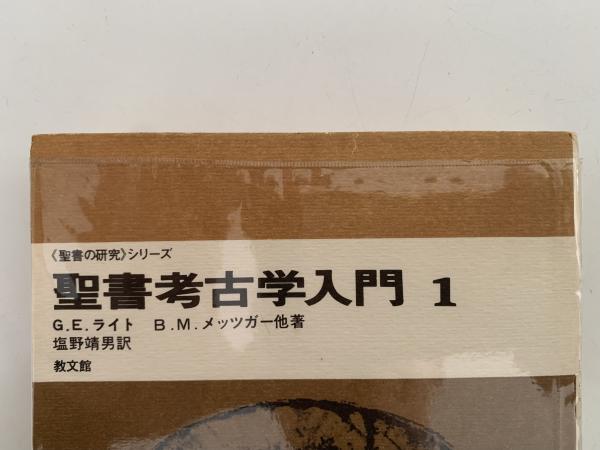 《聖書の研究》シリーズ
聖書考古学入門 1
G.E.ライト B.M.メッツガー他著
塩野靖男訳
教文館